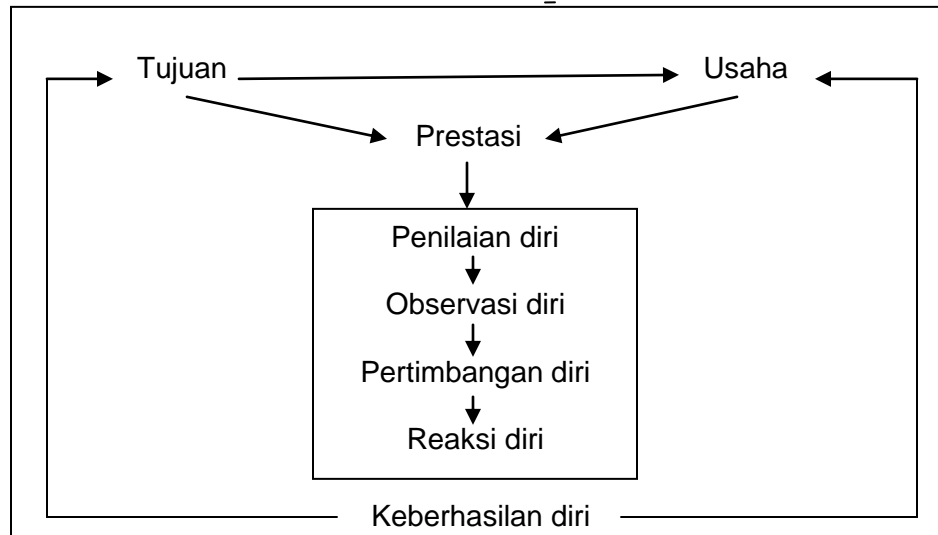 Tujuan Usaha
Prestasi
Penilaian diri
Observasi diri
Pertimbangan diri
Reaksi diri
Keberhasilan diri